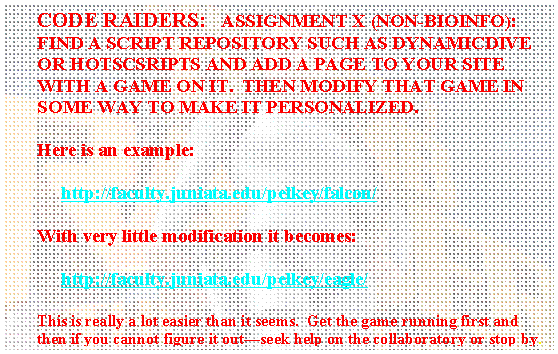 CODE RAIDERS: ASSIGNMENT X (NON-BIOINFO):
FIND A SCRIPT REPOSITORY SUCH AS DYNAMICDIVE
OR HOTSCSRIPTS AND ADD A PAGE TO YOUR SITE
WITH A GAME ON IT. THEN MODIFY THAT GAME IN
SOME WAY TO MAKE IT PERSONALIZED.
Here is an example:
http://faculty.juniata.edu/pelkey/falcon/
With very little modification it becomes:
http://faculty.juniata.edu/pelkey/eagle/
This is really a lot easier than it seems. Get the game running first and
then if you cannot figure it out—seek help on the collaboratory or stop by